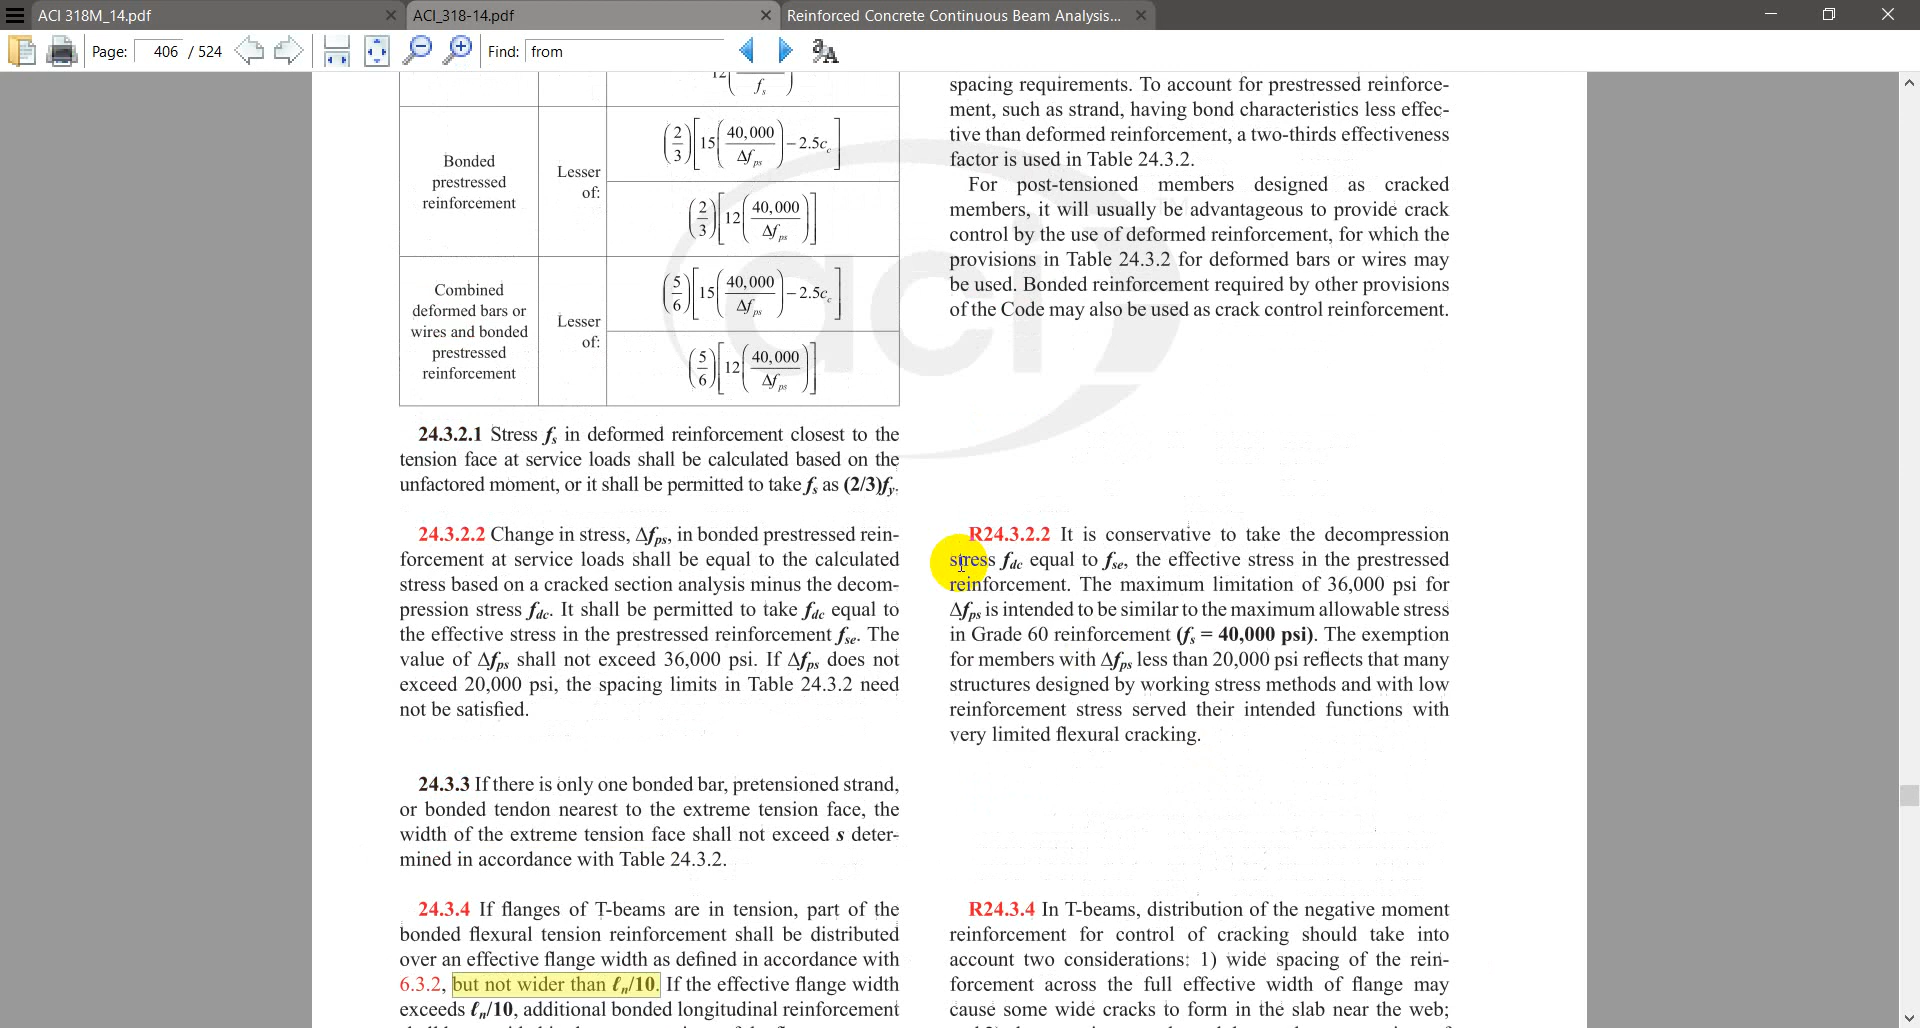 ACI 318M_14.pdf
ACI_318-14.pdf
Reinforced Concrete Continuous Beam Analysis...
Page: 406 / 524
Find: from
12( / fs )
Bonded
prestressed
reinforcement
Lesser
of:
(2/3)[15(40,000/Δfps) − 2.5cc]
(2/3)[12(40,000/Δfps)]
Combined
deformed bars or
wires and bonded
prestressed
reinforcement
Lesser
of:
(5/6)[15(40,000/Δfps) − 2.5cc]
(5/6)[12(40,000/Δfps)]
24.3.2.1 Stress fs in deformed reinforcement closest to the
tension face at service loads shall be calculated based on the
unfactored moment, or it shall be permitted to take fs as (2/3)fy.
24.3.2.2 Change in stress, Δfps, in bonded prestressed rein-
forcement at service loads shall be equal to the calculated
stress based on a cracked section analysis minus the decom-
pression stress fdc. It shall be permitted to take fdc equal to
the effective stress in the prestressed reinforcement fse. The
value of Δfps shall not exceed 36,000 psi. If Δfps does not
exceed 20,000 psi, the spacing limits in Table 24.3.2 need
not be satisfied.
24.3.3 If there is only one bonded bar, pretensioned strand,
or bonded tendon nearest to the extreme tension face, the
width of the extreme tension face shall not exceed s deter-
mined in accordance with Table 24.3.2.
24.3.4 If flanges of T-beams are in tension, part of the
bonded flexural tension reinforcement shall be distributed
over an effective flange width as defined in accordance with
6.3.2, but not wider than ℓn/10. If the effective flange width
exceeds ℓn/10, additional bonded longitudinal reinforcement
spacing requirements. To account for prestressed reinforce-
ment, such as strand, having bond characteristics less effec-
tive than deformed reinforcement, a two-thirds effectiveness
factor is used in Table 24.3.2.
For post-tensioned members designed as cracked
members, it will usually be advantageous to provide crack
control by the use of deformed reinforcement, for which the
provisions in Table 24.3.2 for deformed bars or wires may
be used. Bonded reinforcement required by other provisions
of the Code may also be used as crack control reinforcement.
aci
R24.3.2.2 It is conservative to take the decompression
stress fdc equal to fse, the effective stress in the prestressed
reinforcement. The maximum limitation of 36,000 psi for
Δfps is intended to be similar to the maximum allowable stress
in Grade 60 reinforcement (fs = 40,000 psi). The exemption
for members with Δfps less than 20,000 psi reflects that many
structures designed by working stress methods and with low
reinforcement stress served their intended functions with
very limited flexural cracking.
R24.3.4 In T-beams, distribution of the negative moment
reinforcement for control of cracking should take into
account two considerations: 1) wide spacing of the rein-
forcement across the full effective width of flange may
cause some wide cracks to form in the slab near the web;